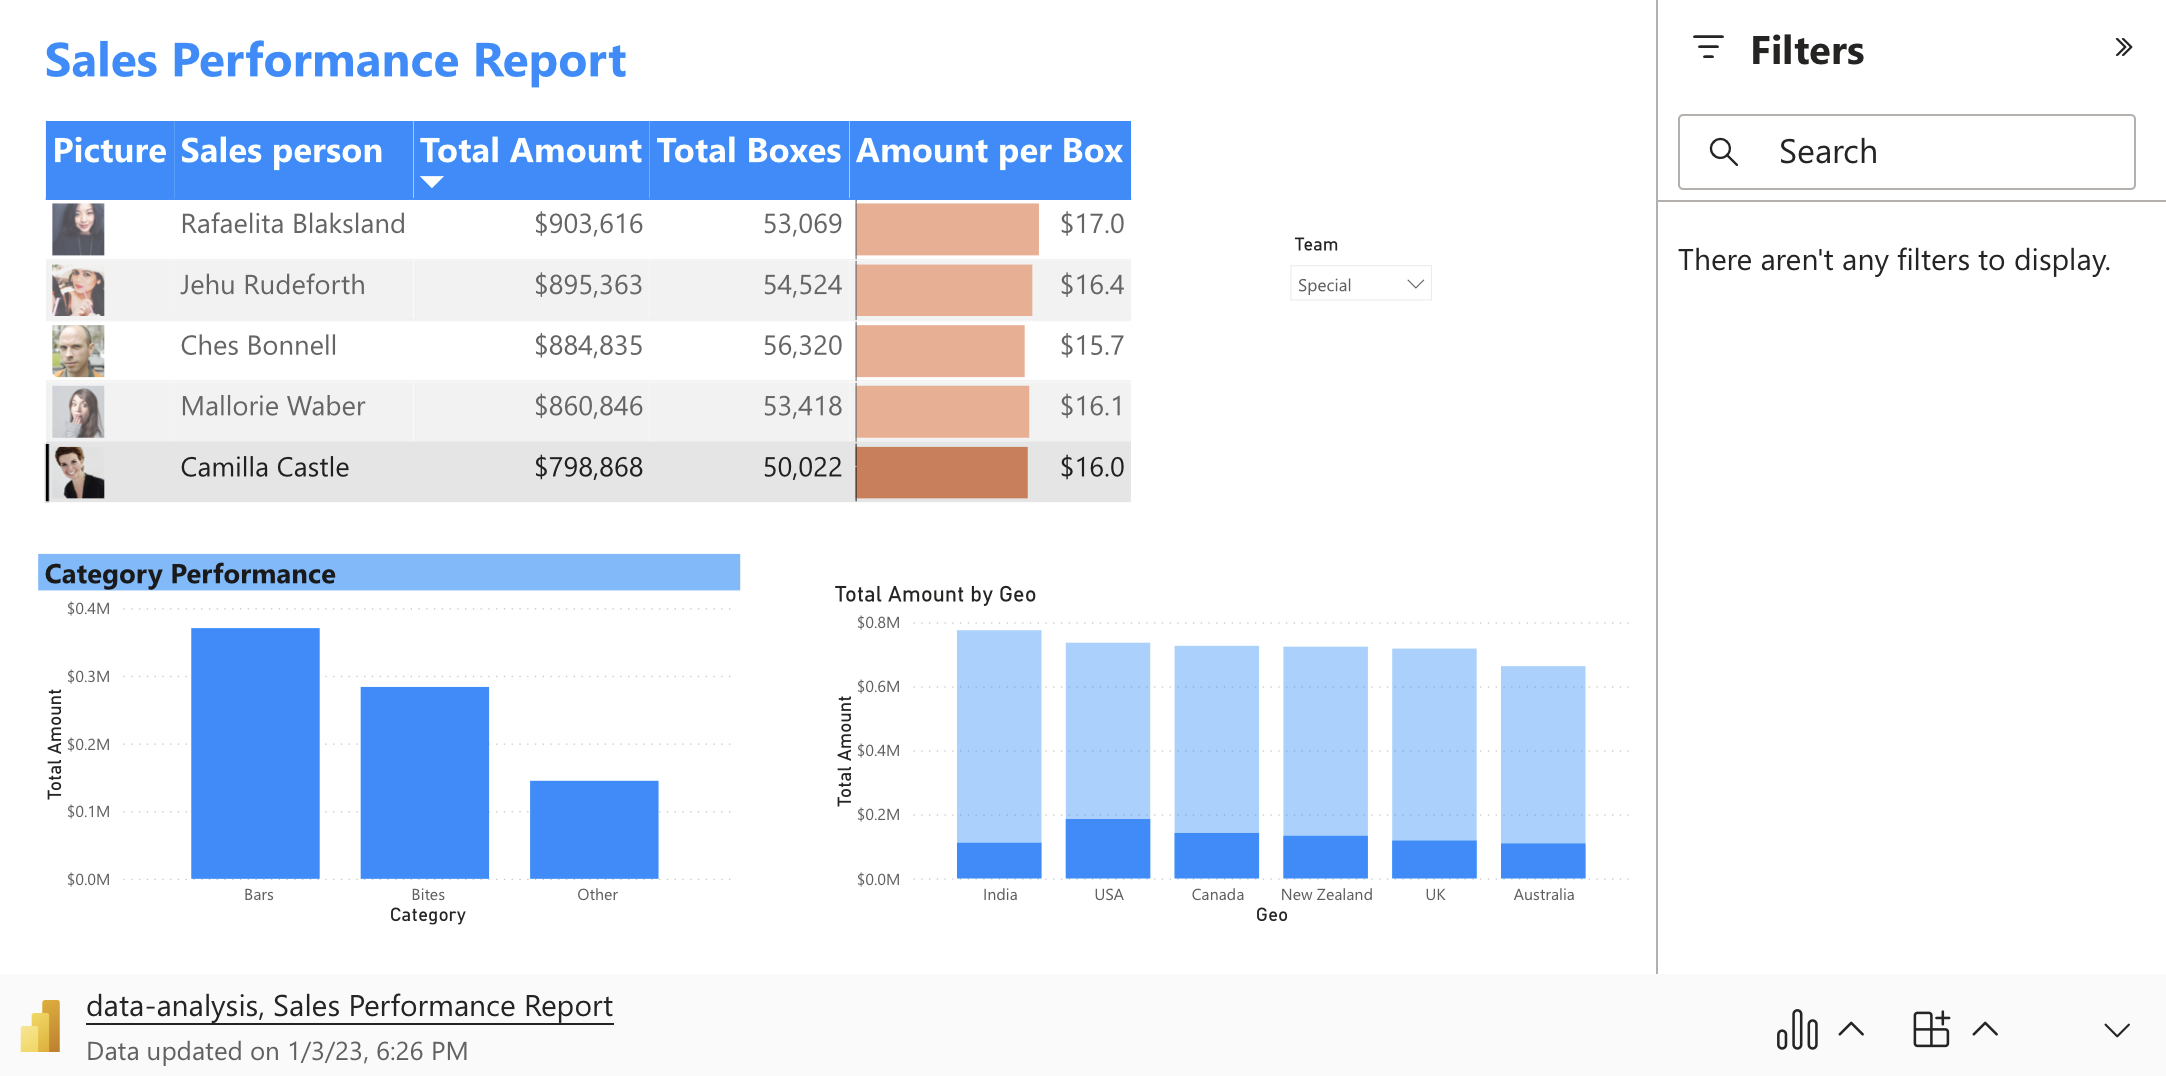 Sales Performance Report
Picture Sales person Total Amount Total Boxes Amount per Box
Rafaelita Blaksland $903,616 53,069 $17.0
Jehu Rudeforth $895,363 54,524 $16.4
Ches Bonnell $884,835 56,320 $15.7
Mallorie Waber $860,846 53,418 $16.1
Camilla Castle $798,868 50,022 $16.0
Team
Special
Category Performance
$0.4M
$0.3M
$0.2M
$0.1M
$0.0M
Total Amount
Bars Bites Other
Category
Total Amount by Geo
$0.8M
$0.6M
$0.4M
$0.2M
$0.0M
Total Amount
India USA Canada New Zealand UK Australia
Geo
Filters
Search
There aren't any filters to display.
data-analysis, Sales Performance Report
Data updated on 1/3/23, 6:26 PM